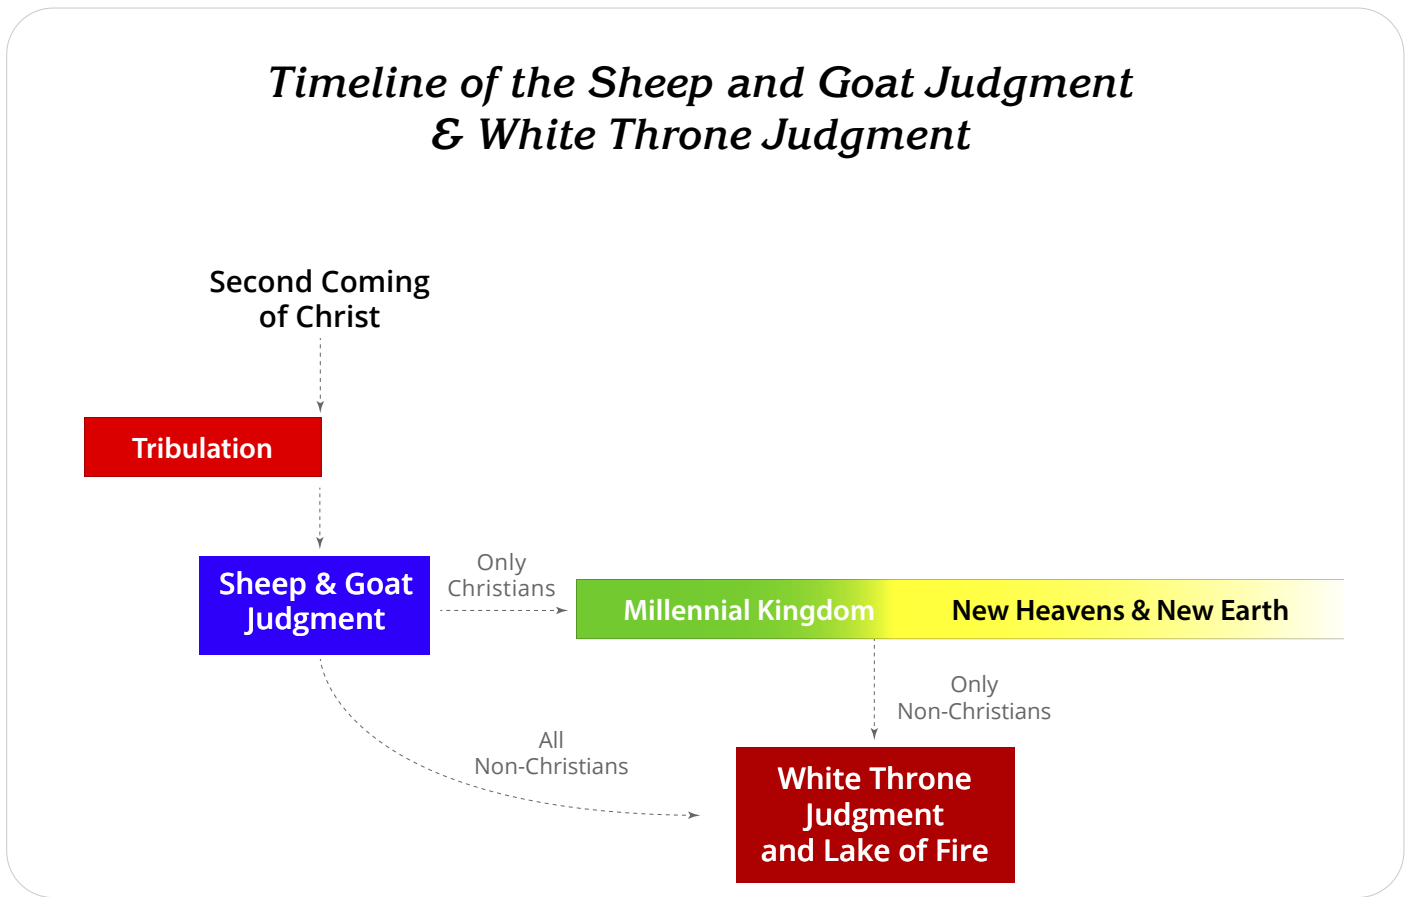 Timeline of the Sheep and Goat Judgment
& White Throne Judgment
Second Coming
of Christ
Tribulation
Sheep & Goat
Judgment
Only
Christians
Millennial Kingdom
New Heavens & New Earth
Only
Non-Christians
All
Non-Christians
White Throne
Judgment
and Lake of Fire